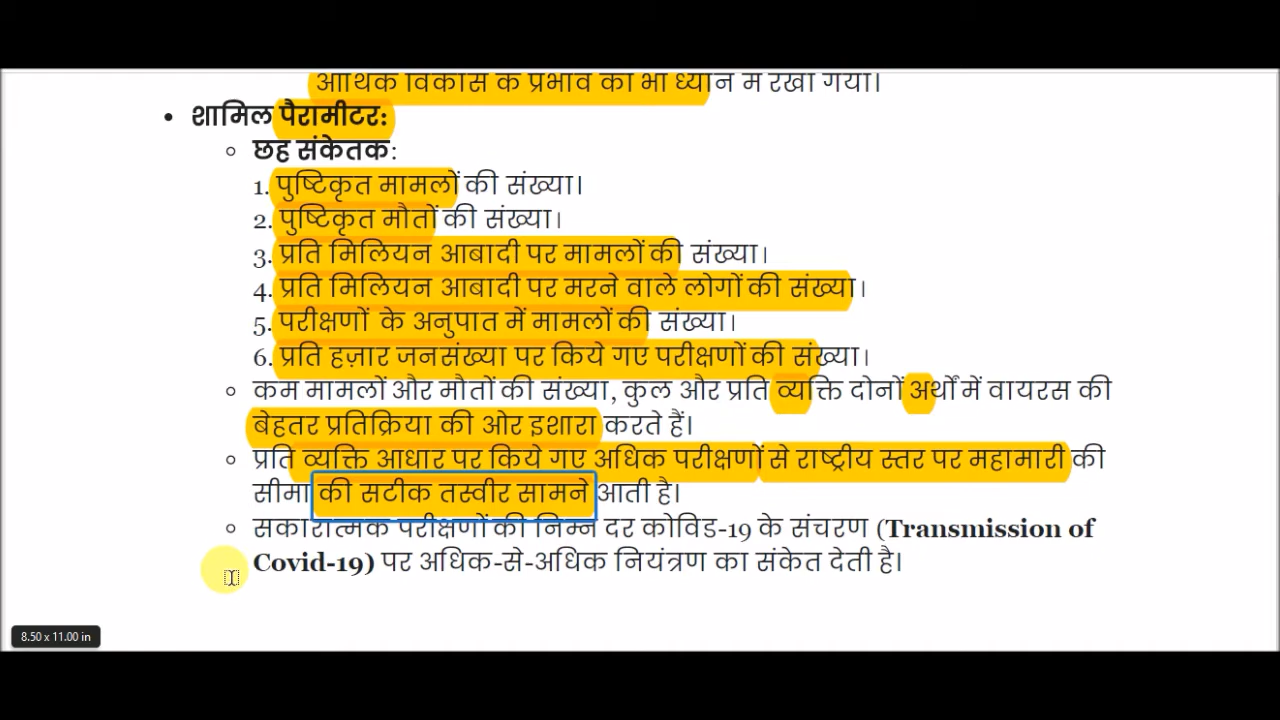 आर्थिक विकास के प्रभाव को भी ध्यान में रखा गया।
• शामिल पैरामीटर:
○ छह संकेतक:
1. पुष्टिकृत मामलों की संख्या।
2. पुष्टिकृत मौतों की संख्या।
3. प्रति मिलियन आबादी पर मामलों की संख्या।
4. प्रति मिलियन आबादी पर मरने वाले लोगों की संख्या।
5. परीक्षणों के अनुपात में मामलों की संख्या।
6. प्रति हज़ार जनसंख्या पर किये गए परीक्षणों की संख्या।
○ कम मामलों और मौतों की संख्या, कुल और प्रति व्यक्ति दोनों अर्थों में वायरस की
बेहतर प्रतिक्रिया की ओर इशारा करते हैं।
○ प्रति व्यक्ति आधार पर किये गए अधिक परीक्षणों से राष्ट्रीय स्तर पर महामारी की
सीमा की सटीक तस्वीर सामने आती है।
○ सकारात्मक परीक्षणों की निम्न दर कोविड-19 के संचरण (Transmission of
Covid-19) पर अधिक-से-अधिक नियंत्रण का संकेत देती है।
8.50 x 11.00 in